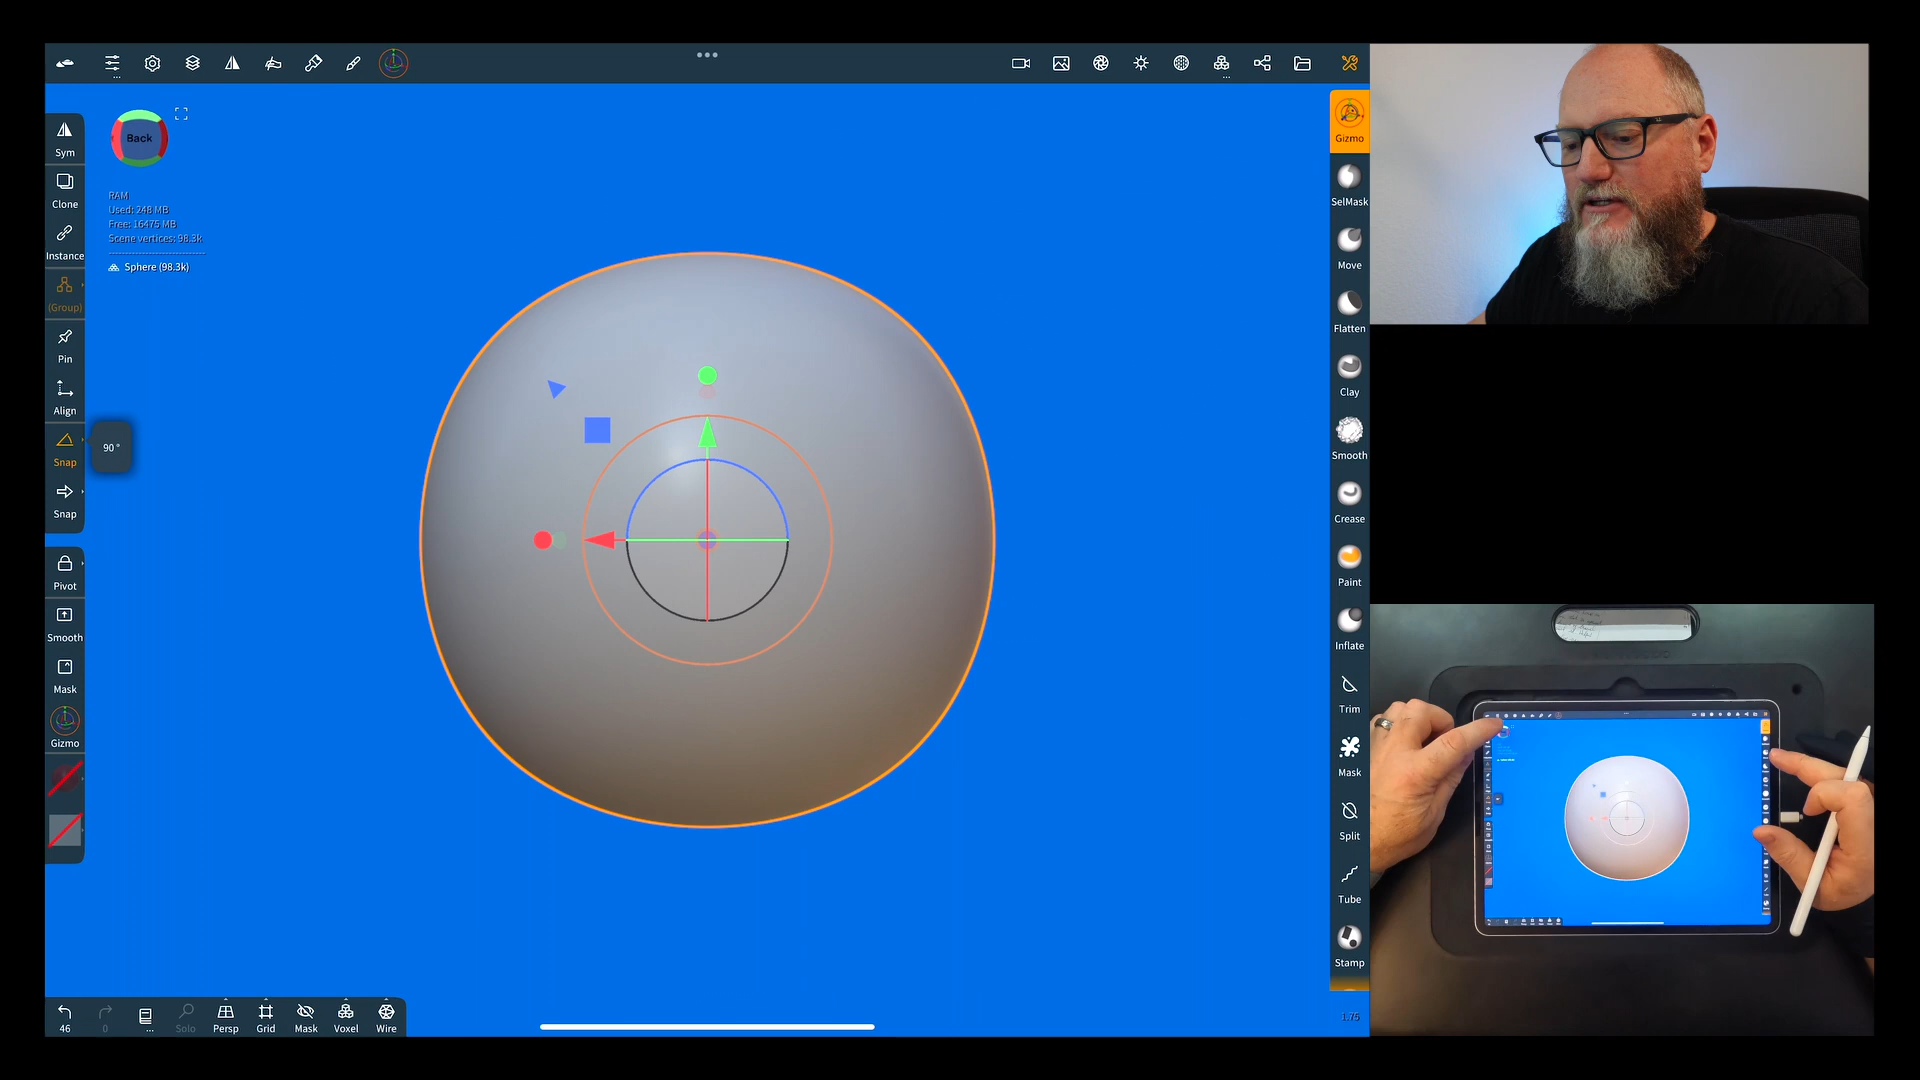 Back
RAM
Used: 248 MB
Free: 16475 MB
Scene vertices: 98.3k
Sphere (98.3k)
Sym
Clone
Instance
(Group)
Pin
Align
Snap
90°
Snap
Pivot
Smooth
Mask
Gizmo
46
0
Solo
Persp
Grid
Mask
Voxel
Wire
Gizmo
SelMask
Move
Flatten
Clay
Smooth
Crease
Paint
Inflate
Trim
Mask
Split
Tube
Stamp
1.75